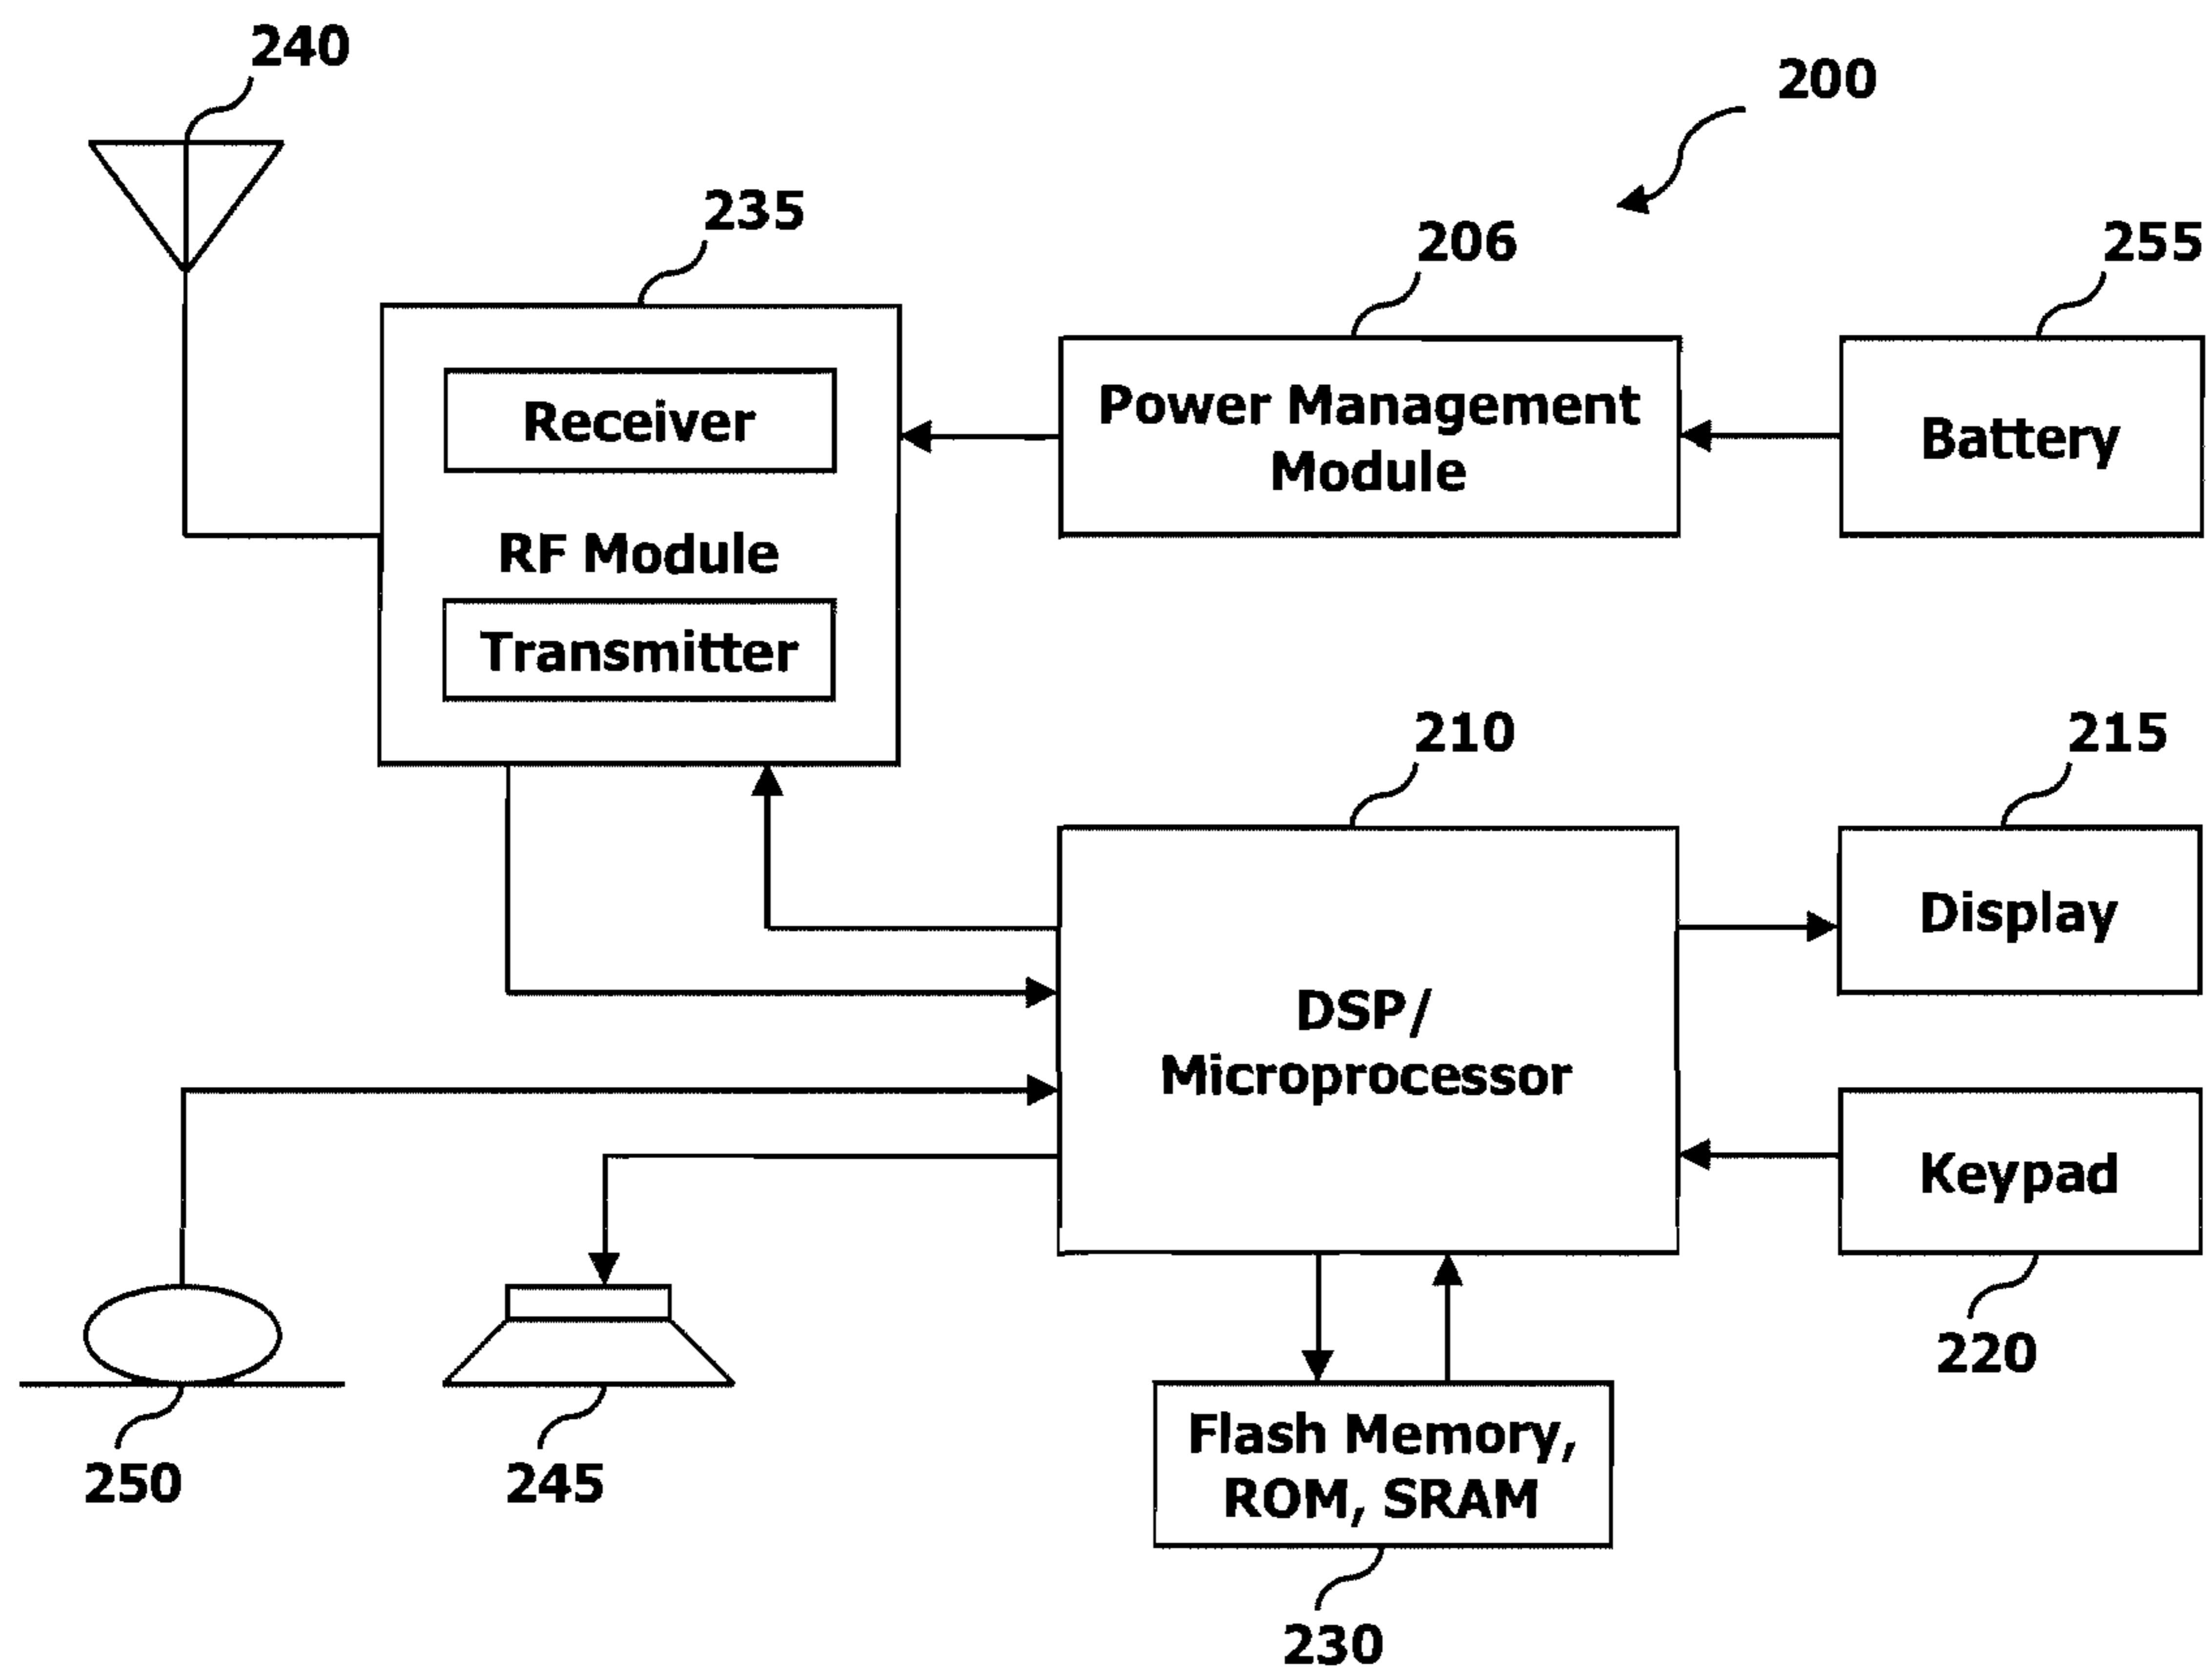 240
200
235
206
255
Receiver
Power Management
Module
Battery
RF Module
Transmitter
210
215
Display
DSP/
Microprocessor
Keypad
220
Flash Memory,
ROM, SRAM
250
245
230